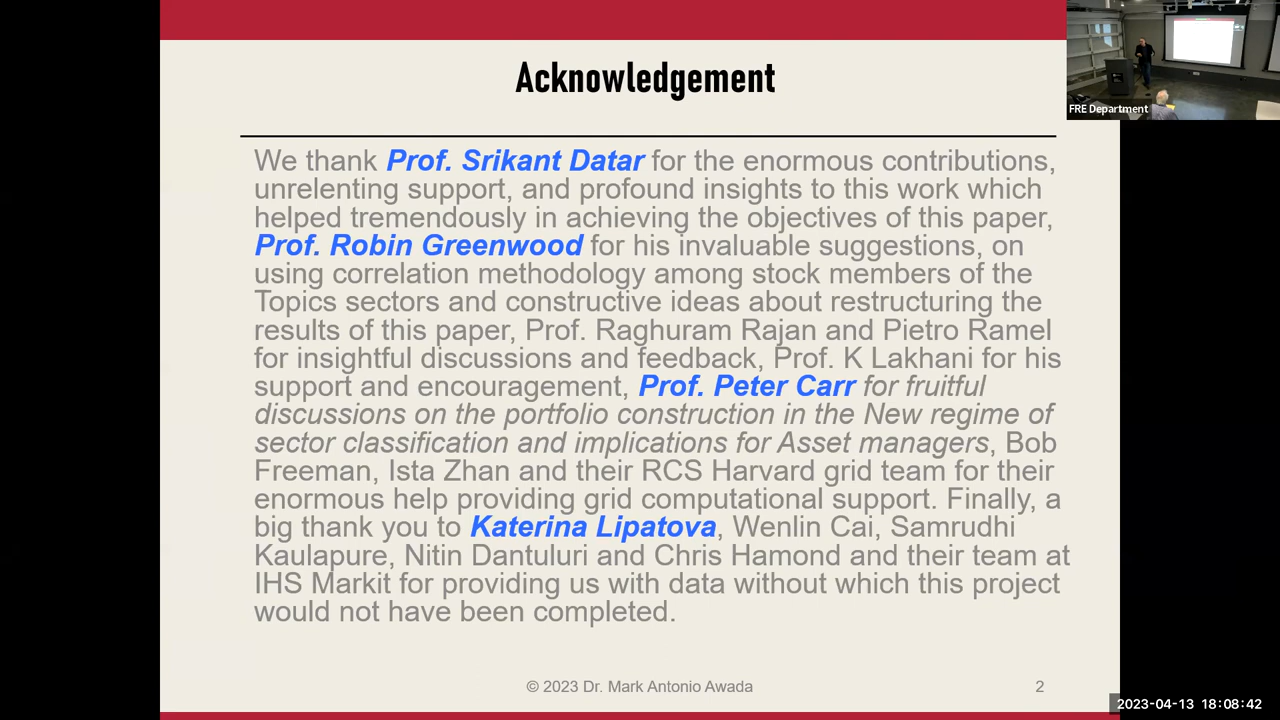 Acknowledgement
FRE Department
We thank Prof. Srikant Datar for the enormous contributions,
unrelenting support, and profound insights to this work which
helped tremendously in achieving the objectives of this paper,
Prof. Robin Greenwood for his invaluable suggestions, on
using correlation methodology among stock members of the
Topics sectors and constructive ideas about restructuring the
results of this paper, Prof. Raghuram Rajan and Pietro Ramel
for insightful discussions and feedback, Prof. K Lakhani for his
support and encouragement, Prof. Peter Carr for fruitful
discussions on the portfolio construction in the New regime of
sector classification and implications for Asset managers, Bob
Freeman, Ista Zhan and their RCS Harvard grid team for their
enormous help providing grid computational support. Finally, a
big thank you to Katerina Lipatova, Wenlin Cai, Samrudhi
Kaulapure, Nitin Dantuluri and Chris Hamond and their team at
IHS Markit for providing us with data without which this project
would not have been completed.
© 2023 Dr. Mark Antonio Awada
2
2023-04-13 18:08:42